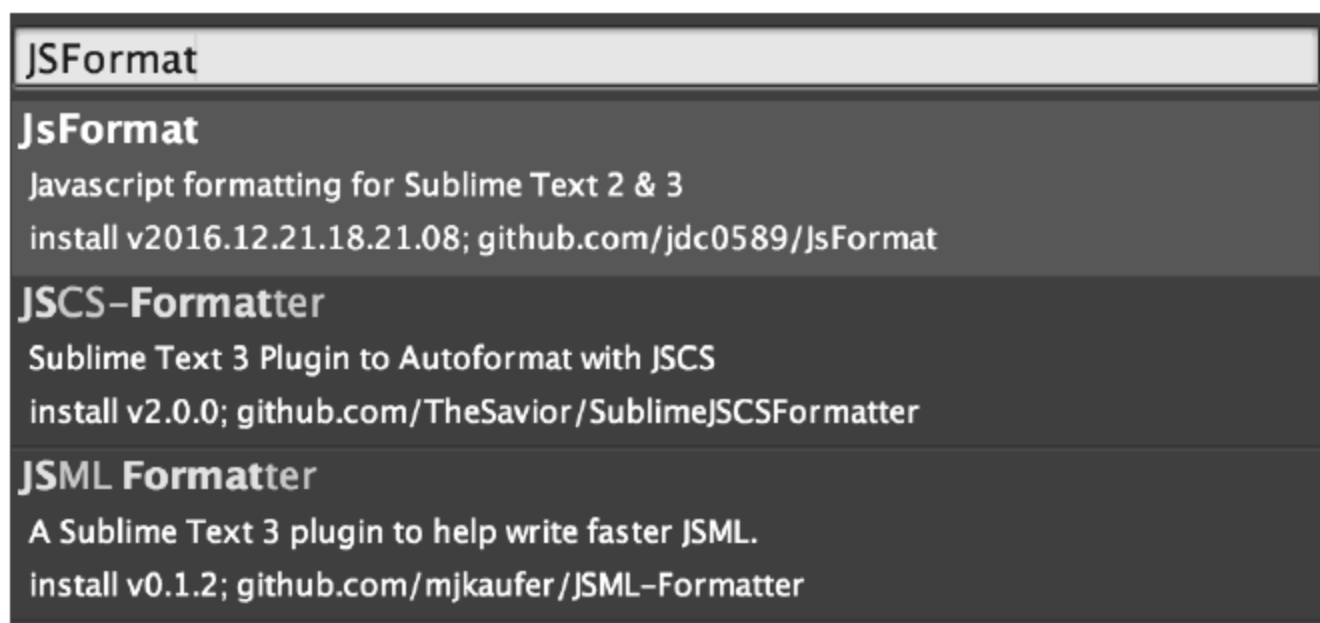 JSFormat
JsFormat
Javascript formatting for Sublime Text 2 & 3
install v2016.12.21.18.21.08; github.com/jdc0589/JsFormat
JSCS-Formatter
Sublime Text 3 Plugin to Autoformat with JSCS
install v2.0.0; github.com/TheSavior/SublimeJSCSFormatter
JSML Formatter
A Sublime Text 3 plugin to help write faster JSML.
install v0.1.2; github.com/mjkaufer/JSML-Formatter